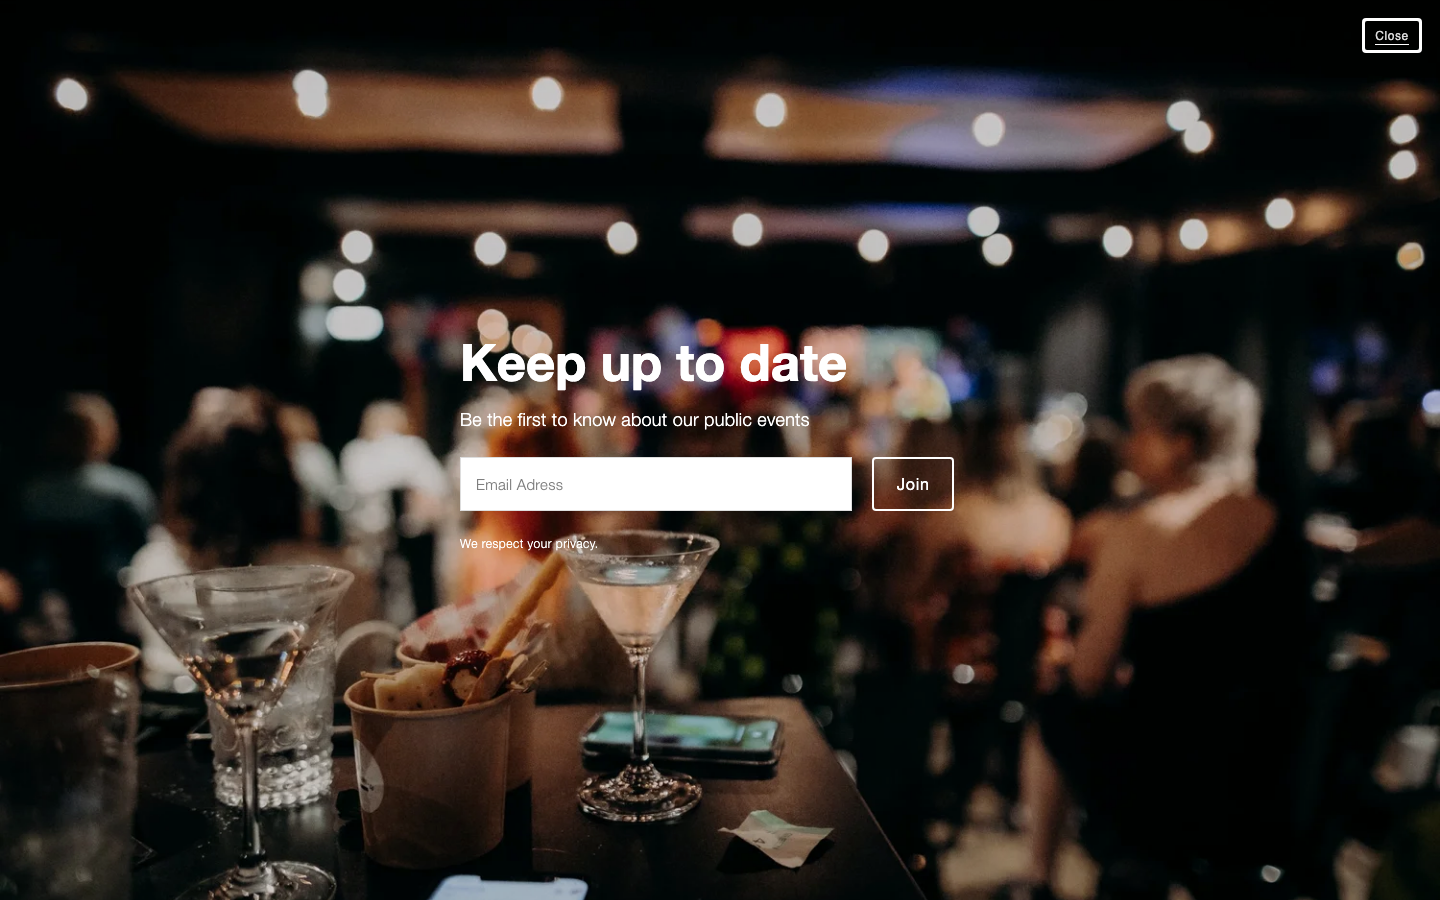 Close
Keep up to date
Be the first to know about our public events
Email Adress
Join
We respect your privacy.